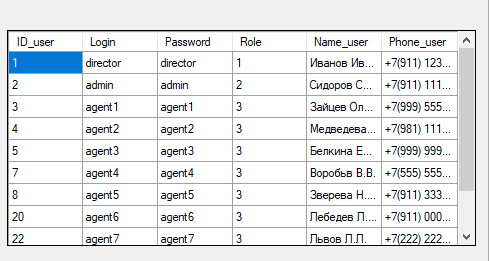 ID_user Login Password Role Name_user Phone_user
1 director director 1 Иванов Ив... +7(911) 123...
2 admin admin 2 Сидоров С... +7(911) 111...
3 agent1 agent1 3 Зайцев Ол... +7(999) 555...
4 agent2 agent2 3 Медведева... +7(981) 111...
5 agent3 agent3 3 Белкина Е... +7(999) 999...
7 agent4 agent4 3 Воробьв В.В. +7(555) 555...
8 agent5 agent5 3 Зверева Н.... +7(911) 333...
20 agent6 agent6 3 Лебедев Л.... +7(911) 000...
22 agent7 agent7 3 Львов Л.Л. +7(222) 222...